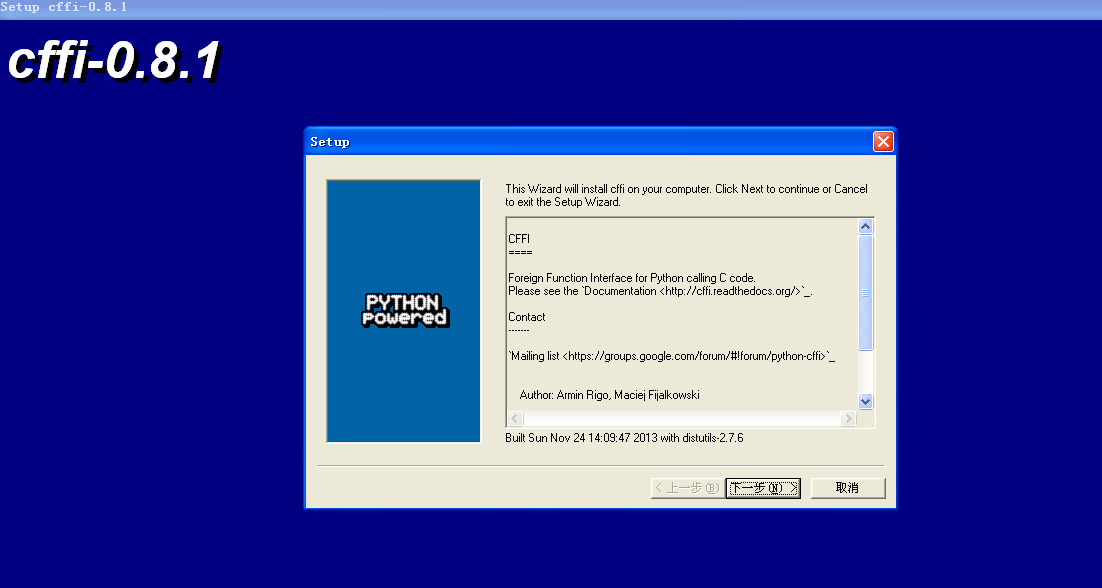 Setup cffi-0.8.1
cffi-0.8.1
Setup
This Wizard will install cffi on your computer. Click Next to continue or Cancel
to exit the Setup Wizard.
CFFI
====
Foreign Function Interface for Python calling C code.
Please see the `Documentation <http://cffi.readthedocs.org/>`_.
Contact
-------
`Mailing list <https://groups.google.com/forum/#!forum/python-cffi>`_
Author: Armin Rigo, Maciej Fijalkowski
PYTHON
powered
Built Sun Nov 24 14:09:47 2013 with distutils-2.7.6
< 上一步(B) 下一步(N) > 取消